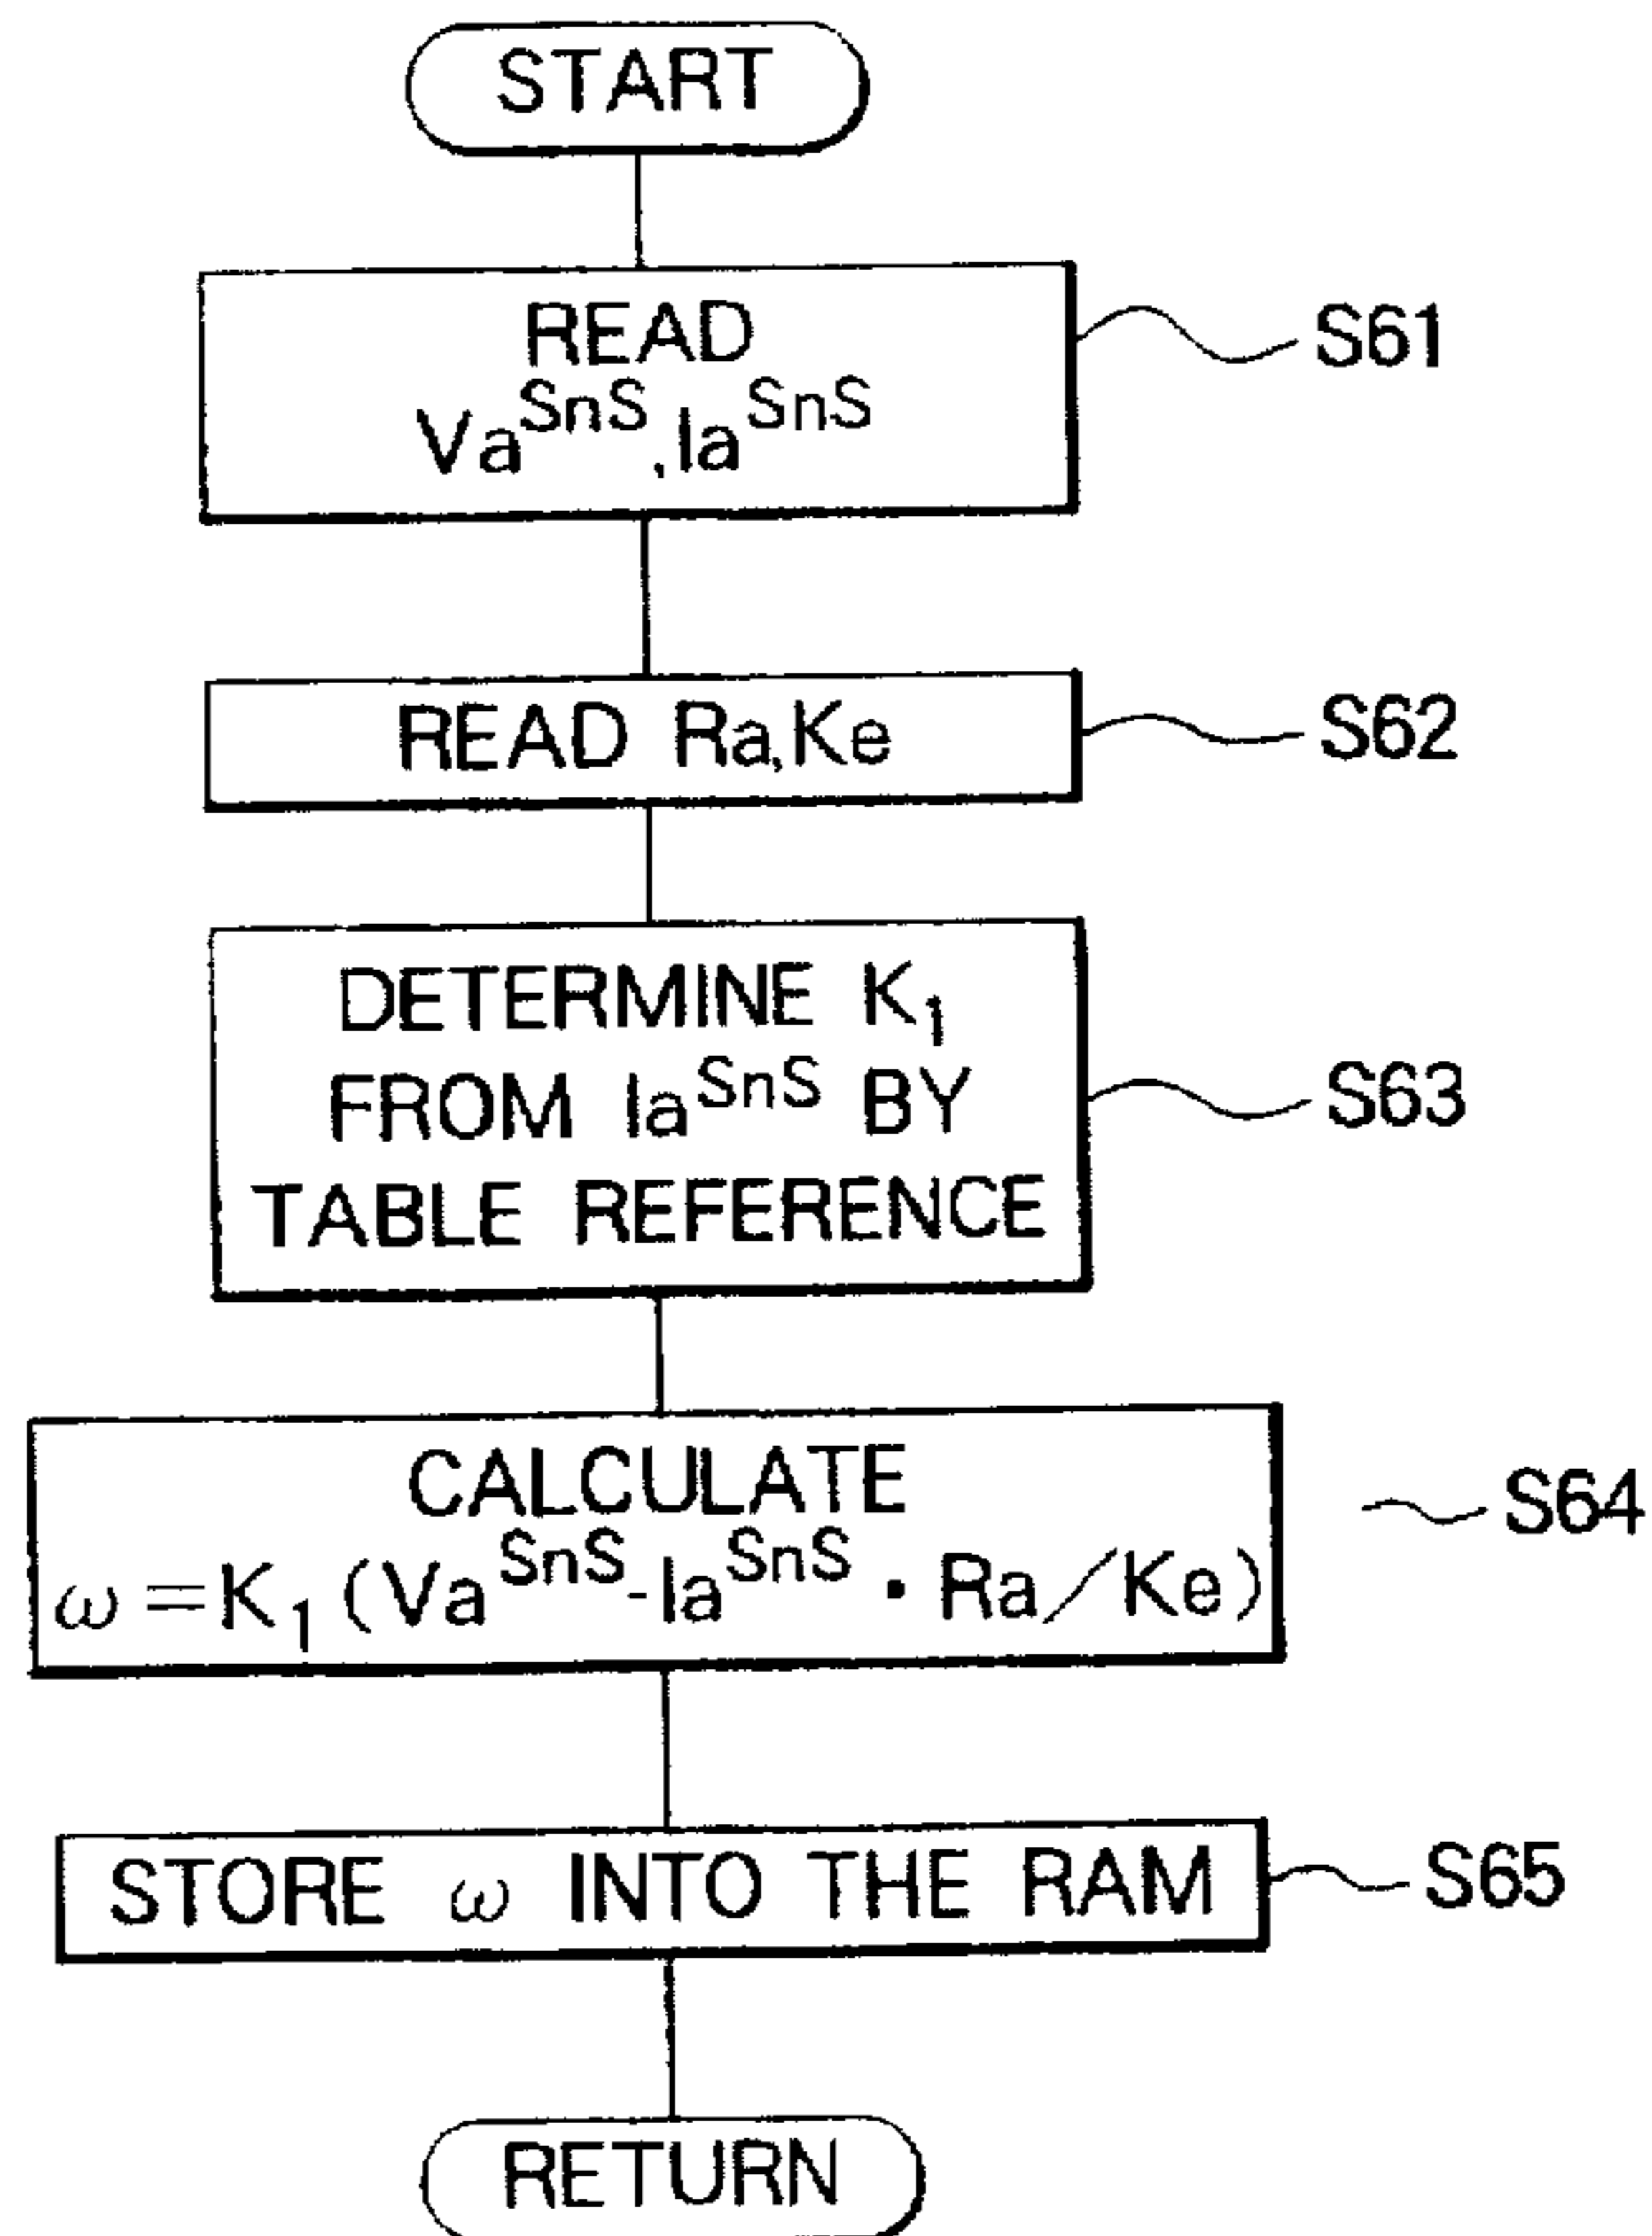 START
READ
Va^SnS, Ia^SnS
S61
READ Ra, Ke
S62
DETERMINE K₁
FROM Ia^SnS BY
TABLE REFERENCE
S63
CALCULATE
ω=K₁ (Va^SnS-Ia^SnS · Ra/Ke)
S64
STORE ω INTO THE RAM
S65
RETURN